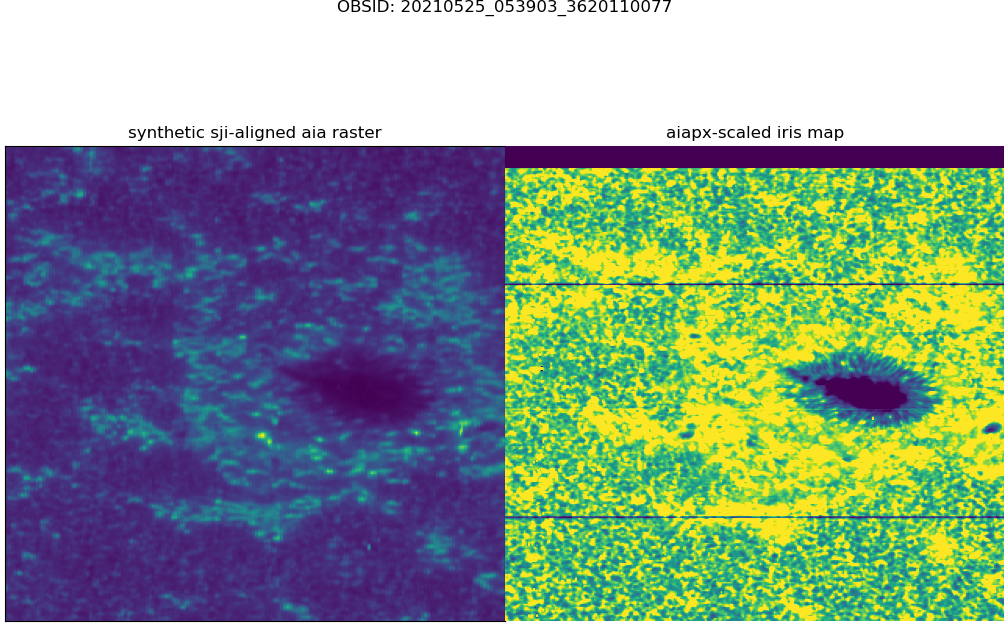 OBSID: 20210525_053903_3620110077
synthetic sji-aligned aia raster
aiapx-scaled iris map